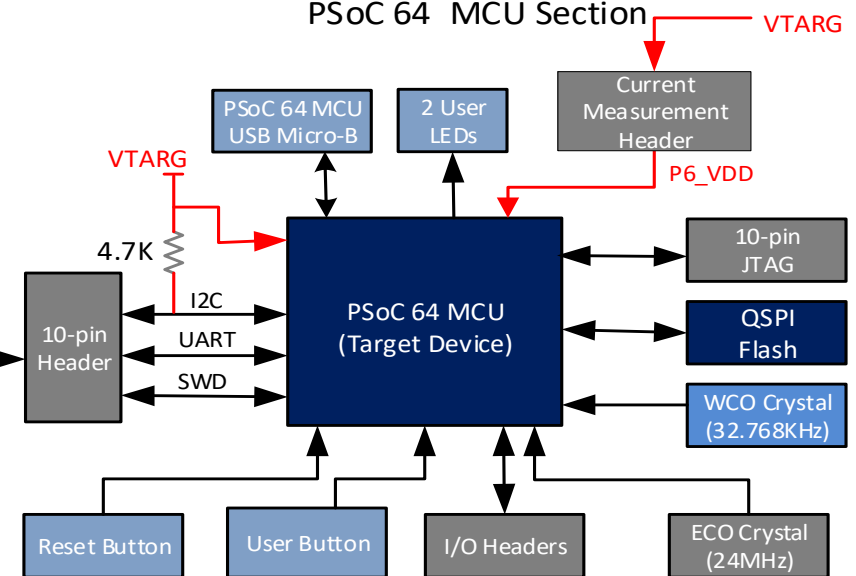 PSoC 64 MCU Section
VTARG
Current
Measurement
Header
PSoC 64 MCU
USB Micro-B
2 User
LEDs
VTARG
P6_VDD
4.7K
10-pin
JTAG
I2C
PSoC 64 MCU
(Target Device)
QSPI
Flash
10-pin
Header
UART
SWD
WCO Crystal
(32.768KHz)
Reset Button
User Button
I/O Headers
ECO Crystal
(24MHz)